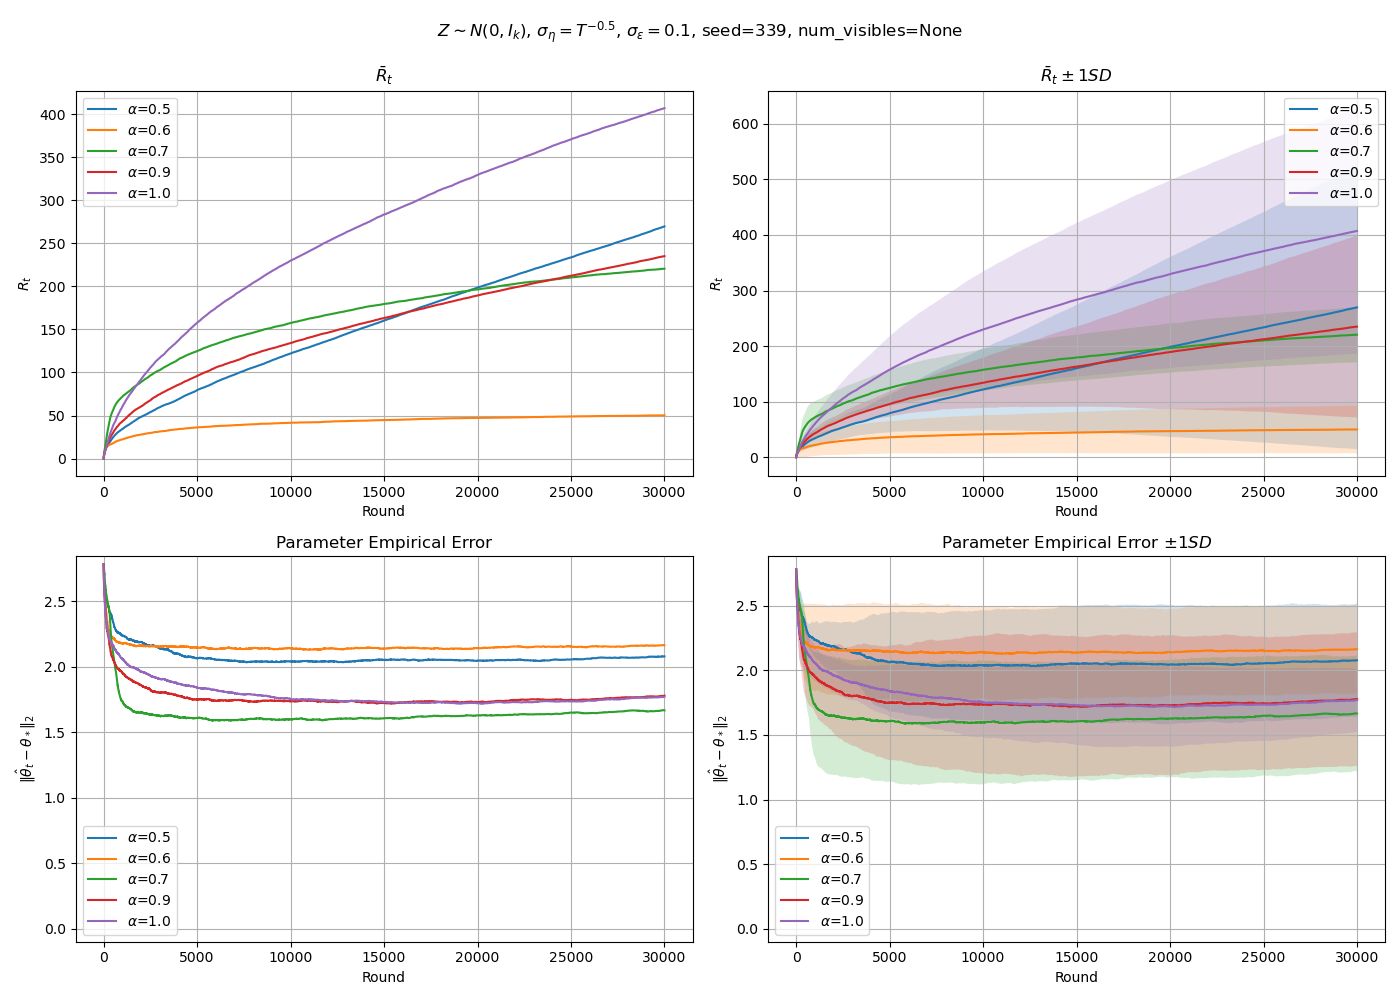 Z ~ N(0, I_k), σ_η = T^{−0.5}, σ_ε = 0.1, seed=339, num_visibles=None
R̄_t
R_t
400
350
300
250
200
150
100
50
0
α=0.5
α=0.6
α=0.7
α=0.9
α=1.0
0 5000 10000 15000 20000 25000 30000
Round
R̄_t ± 1SD
R_t
600
500
400
300
200
100
0
α=0.5
α=0.6
α=0.7
α=0.9
α=1.0
0 5000 10000 15000 20000 25000 30000
Round
Parameter Empirical Error
‖θ̂_t − θ_*‖_2
2.5
2.0
1.5
1.0
0.5
0.0
α=0.5
α=0.6
α=0.7
α=0.9
α=1.0
0 5000 10000 15000 20000 25000 30000
Round
Parameter Empirical Error ±1SD
‖θ̂_t − θ_*‖_2
2.5
2.0
1.5
1.0
0.5
0.0
α=0.5
α=0.6
α=0.7
α=0.9
α=1.0
0 5000 10000 15000 20000 25000 30000
Round